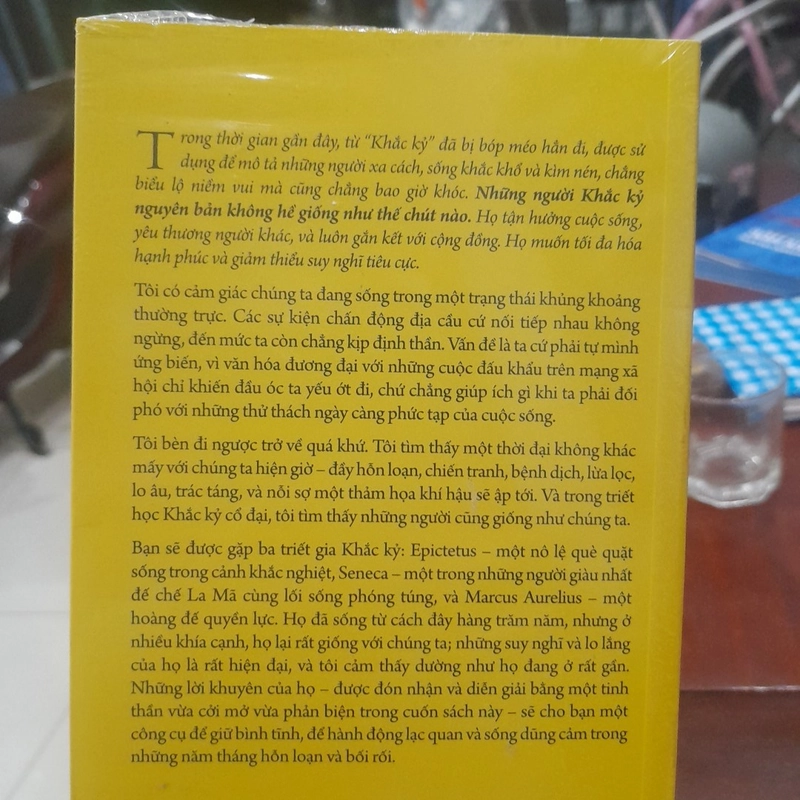 Trong thời gian gần đây, từ “Khắc kỷ” đã bị bóp méo hẳn đi, được sử
dụng để mô tả những người xa cách, sống khắc khổ và kìm nén, chẳng
biểu lộ niềm vui mà cũng chẳng bao giờ khóc. Những người Khắc kỷ
nguyên bản không hề giống như thế chút nào. Họ tận hưởng cuộc sống,
yêu thương người khác, và luôn gắn kết với cộng đồng. Họ muốn tối đa hóa
hạnh phúc và giảm thiểu suy nghĩ tiêu cực.
Tôi có cảm giác chúng ta đang sống trong một trạng thái khủng khoảng
thường trực. Các sự kiện chấn động địa cầu cứ nối tiếp nhau không
ngừng, đến mức ta còn chẳng kịp định thần. Vấn đề là ta cứ phải tự mình
ứng biến, vì văn hóa đương đại với những cuộc đấu khẩu trên mạng xã
hội chỉ khiến đầu óc ta yếu ớt đi, chứ chẳng giúp ích gì khi ta phải đối
phó với những thử thách ngày càng phức tạp của cuộc sống.
Tôi bèn đi ngược trở về quá khứ. Tôi tìm thấy một thời đại không khác
mấy với chúng ta hiện giờ – đầy hỗn loạn, chiến tranh, bệnh dịch, lừa lọc,
lo âu, trác táng, và nỗi sợ một thảm họa khí hậu sẽ ập tới. Và trong triết
học Khắc kỷ cổ đại, tôi tìm thấy những người cũng giống như chúng ta.
Bạn sẽ được gặp ba triết gia Khắc kỷ: Epictetus – một nô lệ què quặt
sống trong cảnh khắc nghiệt, Seneca – một trong những người giàu nhất
đế chế La Mã cùng lối sống phóng túng, và Marcus Aurelius – một
hoàng đế quyền lực. Họ đã sống từ cách đây hàng trăm năm, nhưng ở
nhiều khía cạnh, họ lại rất giống với chúng ta; những suy nghĩ và lo lắng
của họ là rất hiện đại, và tôi cảm thấy dường như họ đang ở rất gần.
Những lời khuyên của họ – được đón nhận và diễn giải bằng một tinh
thần vừa cởi mở vừa phản biện trong cuốn sách này – sẽ cho bạn một
công cụ để giữ bình tĩnh, để hành động lạc quan và sống dũng cảm trong
những năm tháng hỗn loạn và bối rối.